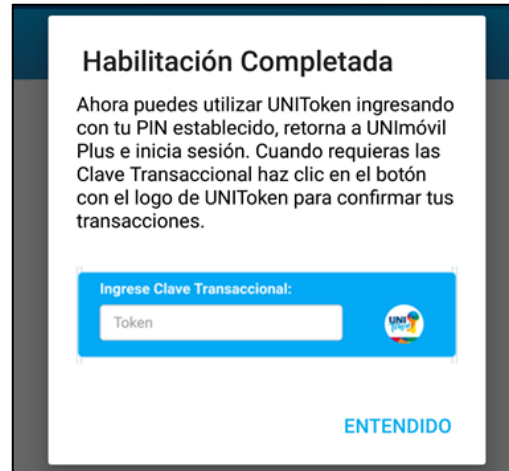 Habilitación Completada
Ahora puedes utilizar UNIToken ingresando
con tu PIN establecido, retorna a UNImóvil
Plus e inicia sesión. Cuando requieras las
Clave Transaccional haz clic en el botón
con el logo de UNIToken para confirmar tus
transacciones.
Ingrese Clave Transaccional:
Token
UNI
ENTENDIDO